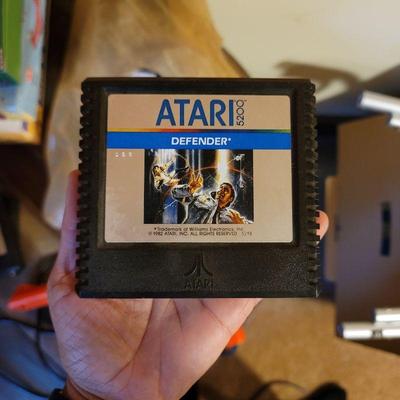 ATARI 5200
DEFENDER*
*Trademark of Williams Electronics, Inc.
© 1982 ATARI, INC. ALL RIGHTS RESERVED
ATARI